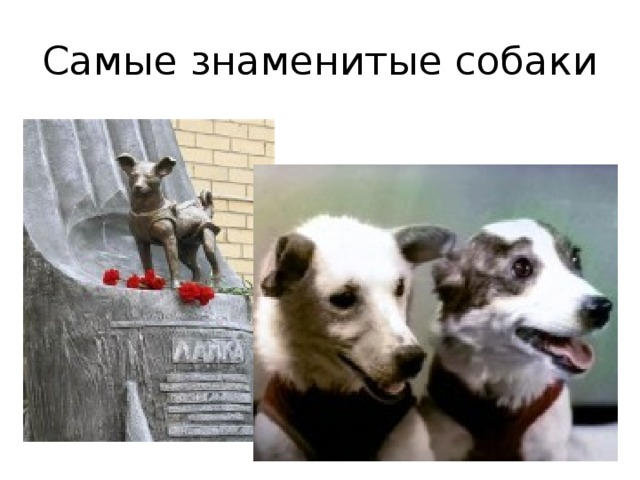 Самые знаменитые собаки
ЛАЙКА